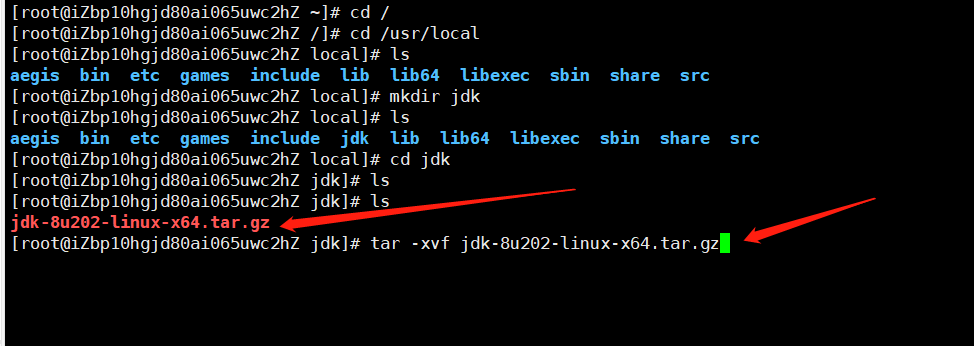 [root@iZbp10hgjd80ai065uwc2hZ ~]# cd /
[root@iZbp10hgjd80ai065uwc2hZ /]# cd /usr/local
[root@iZbp10hgjd80ai065uwc2hZ local]# ls
aegis  bin  etc  games  include  lib  lib64  libexec  sbin  share  src
[root@iZbp10hgjd80ai065uwc2hZ local]# mkdir jdk
[root@iZbp10hgjd80ai065uwc2hZ local]# ls
aegis  bin  etc  games  include  jdk  lib  lib64  libexec  sbin  share  src
[root@iZbp10hgjd80ai065uwc2hZ local]# cd jdk
[root@iZbp10hgjd80ai065uwc2hZ jdk]# ls
[root@iZbp10hgjd80ai065uwc2hZ jdk]# ls
jdk-8u202-linux-x64.tar.gz
[root@iZbp10hgjd80ai065uwc2hZ jdk]# tar -xvf jdk-8u202-linux-x64.tar.gz